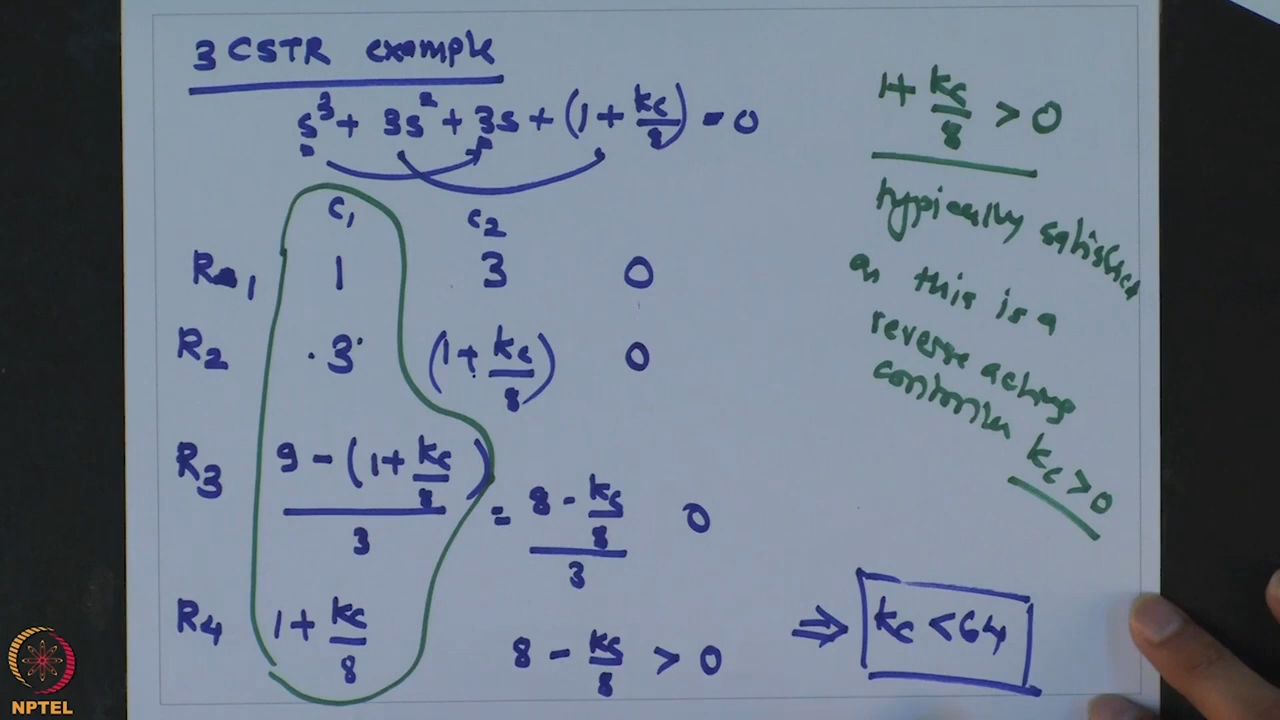 3 CSTR example
s³ + 3s² + 3s + (1 + Kc/8) = 0
C1 C2
R1 1 3 0
R2 3 (1 + Kc/8) 0
R3 9 - (1 + Kc/8) / 3 = 8 - Kc/8 / 3 0
R4 1 + Kc/8
8 - Kc/8 > 0
⇒ Kc < 64
1 + Kc/8 > 0
typically satisfied
as this is a
reverse acting
controller Kc > 0
NPTEL